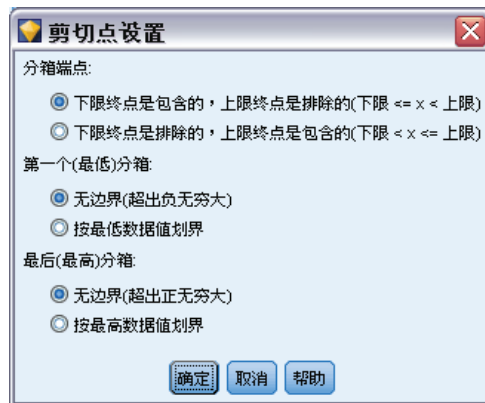 剪切点设置
分箱端点:
下限终点是包含的，上限终点是排除的(下限 <= x < 上限)
下限终点是排除的，上限终点是包含的(下限 < x <= 上限)
第一个(最低)分箱:
无边界(超出负无穷大)
按最低数据值划界
最后(最高)分箱:
无边界(超出正无穷大)
按最高数据值划界
确定 取消 帮助